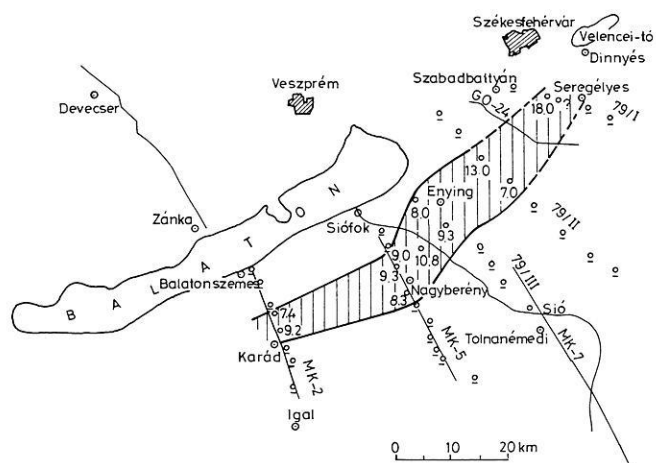 Székesfehérvár
Velencei-tó
Dinnyés
Veszprém
Szabadbattyán
Seregélyes
Devecser
GO-24
18.0
?
79/I
13.0
7.0
Enying
8.0
Zánka
BALATON
Siófok
9.3
79/II
9.0
10.8
Balatonszemes
9.3
Nagyberény
79/III
8.3
7.4
Sió
9.2
Tolnanémedi
Karád
MK-2
MK-5
MK-7
Igal
0 10 20 km